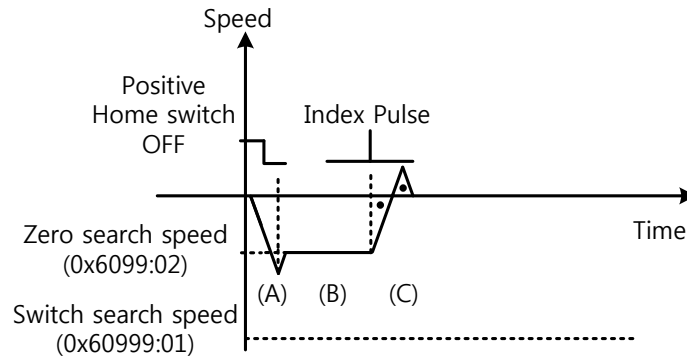 Speed
Positive
Home switch
OFF
Index Pulse
Time
Zero search speed
(0x6099:02)
(A)
(B)
(C)
Switch search speed
(0x60999:01)